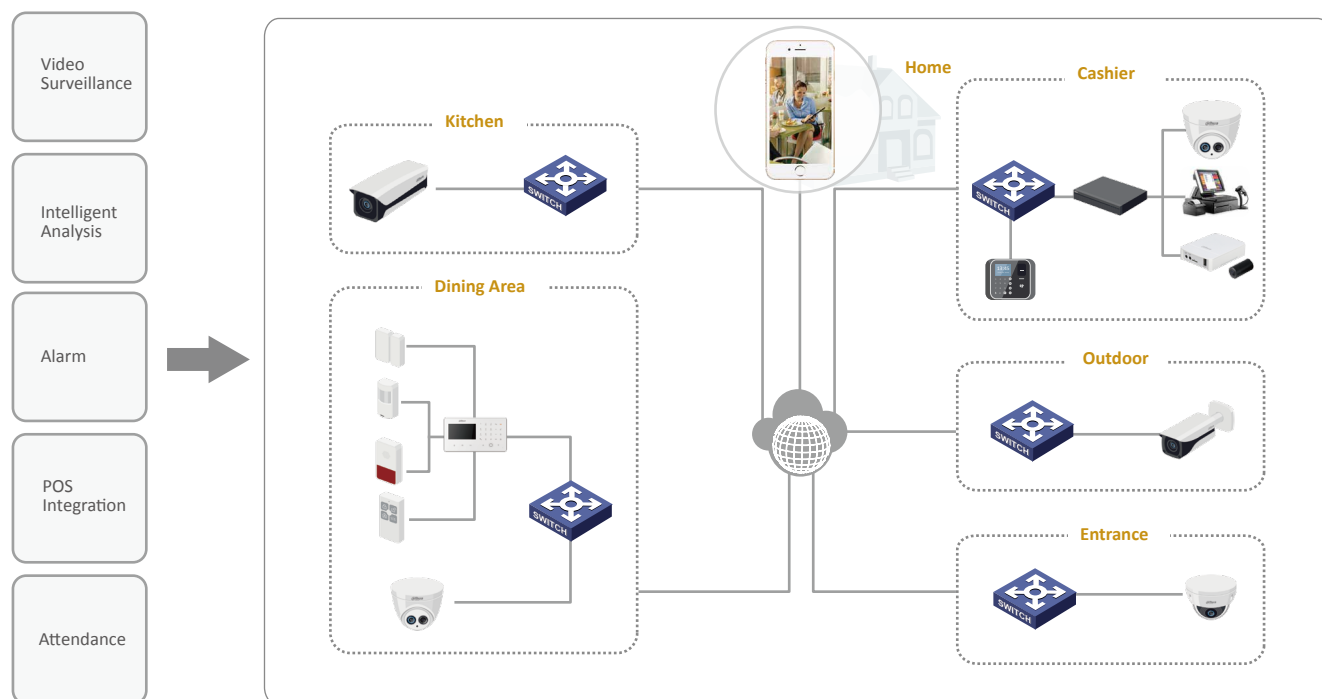 Video
Surveillance
Intelligent
Analysis
Alarm
POS
Integration
Attendance
Home
Kitchen
SWITCH
Dining Area
SWITCH
Cashier
SWITCH
Outdoor
SWITCH
Entrance
SWITCH